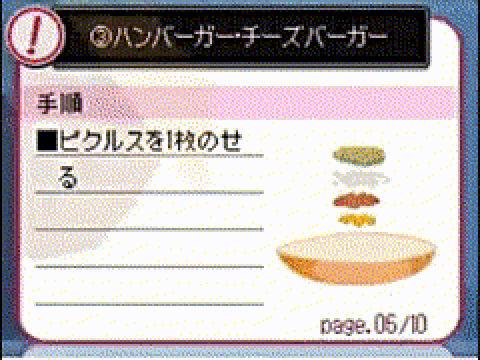 !
③ハンバーガー・チーズバーガー
手順
■ピクルスを1枚のせ
る
page.06/10